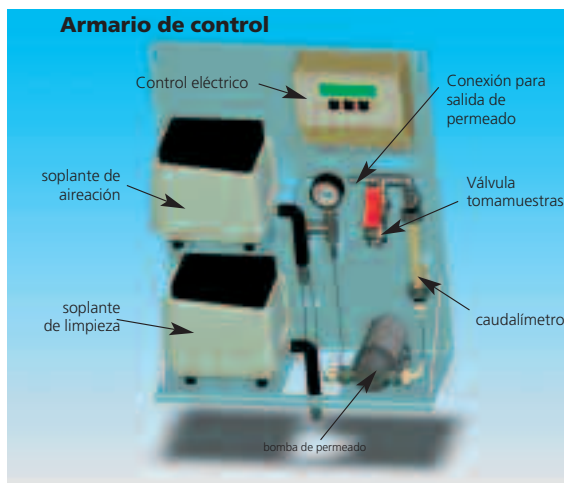 Armario de control
Control eléctrico
Conexión para
salida de
permeado
soplante de
aireación
Válvula
tomamuestras
soplante
de limpieza
caudalímetro
bomba de permeado